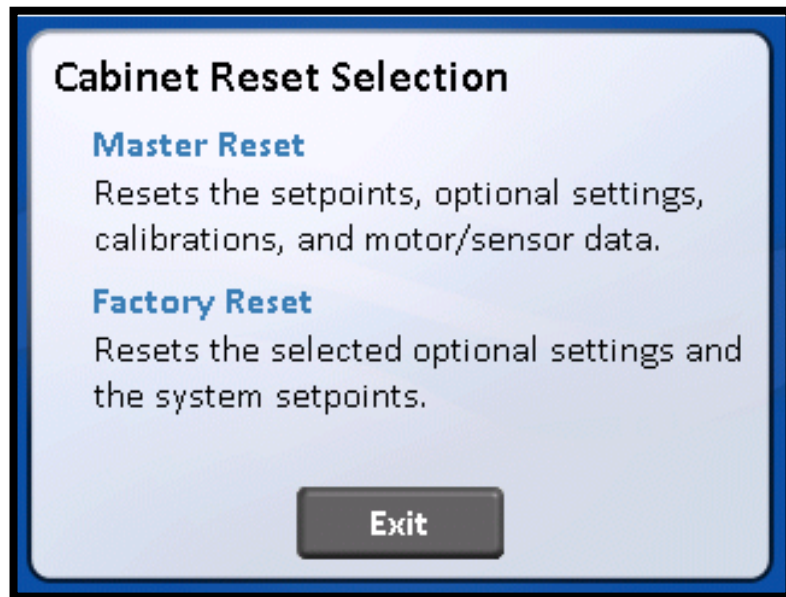 Cabinet Reset Selection
Master Reset
Resets the setpoints, optional settings,
calibrations, and motor/sensor data.
Factory Reset
Resets the selected optional settings and
the system setpoints.
Exit